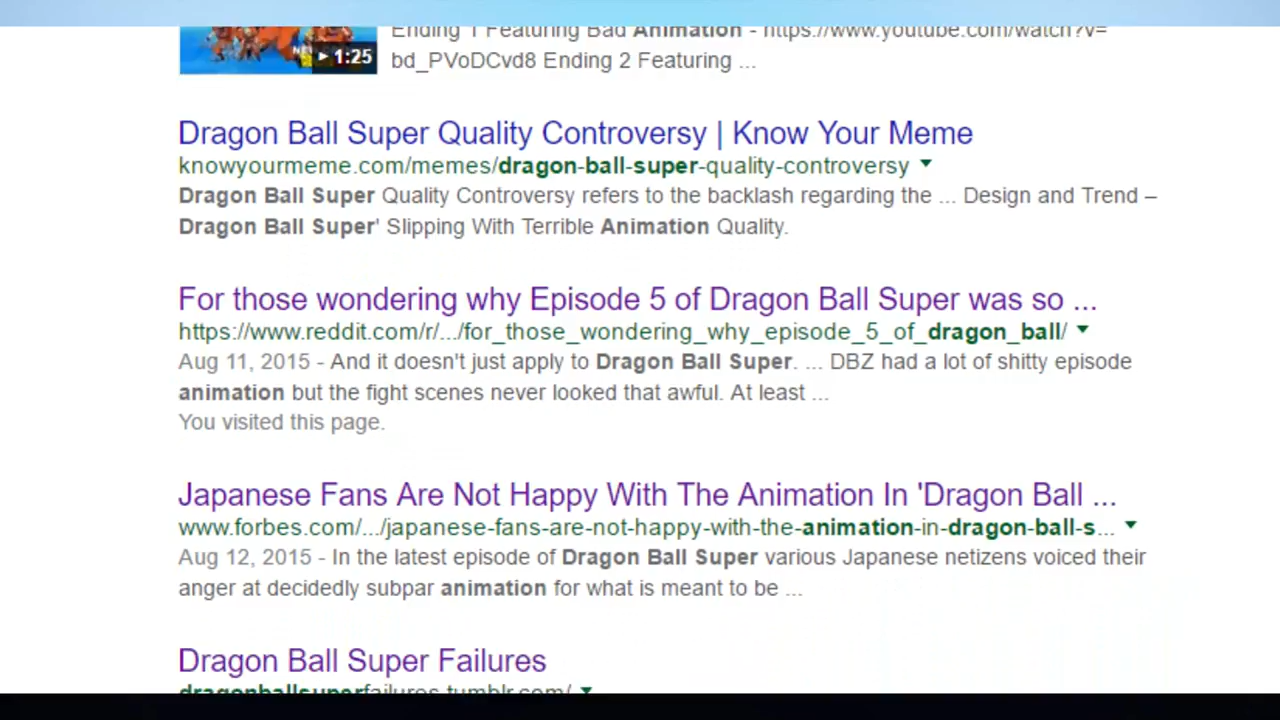 Ending 1 Featuring Bad Animation - https://www.youtube.com/watch?v=
1:25
bd_PVoDCvd8 Ending 2 Featuring ...
Dragon Ball Super Quality Controversy | Know Your Meme
knowyourmeme.com/memes/dragon-ball-super-quality-controversy
Dragon Ball Super Quality Controversy refers to the backlash regarding the ... Design and Trend –
Dragon Ball Super' Slipping With Terrible Animation Quality.
For those wondering why Episode 5 of Dragon Ball Super was so ...
https://www.reddit.com/r/.../for_those_wondering_why_episode_5_of_dragon_ball/
Aug 11, 2015 - And it doesn't just apply to Dragon Ball Super. ... DBZ had a lot of shitty episode
animation but the fight scenes never looked that awful. At least ...
You visited this page.
Japanese Fans Are Not Happy With The Animation In 'Dragon Ball ...
www.forbes.com/.../japanese-fans-are-not-happy-with-the-animation-in-dragon-ball-s...
Aug 12, 2015 - In the latest episode of Dragon Ball Super various Japanese netizens voiced their
anger at decidedly subpar animation for what is meant to be ...
Dragon Ball Super Failures
dragonballsuperfailures.tumblr.com/